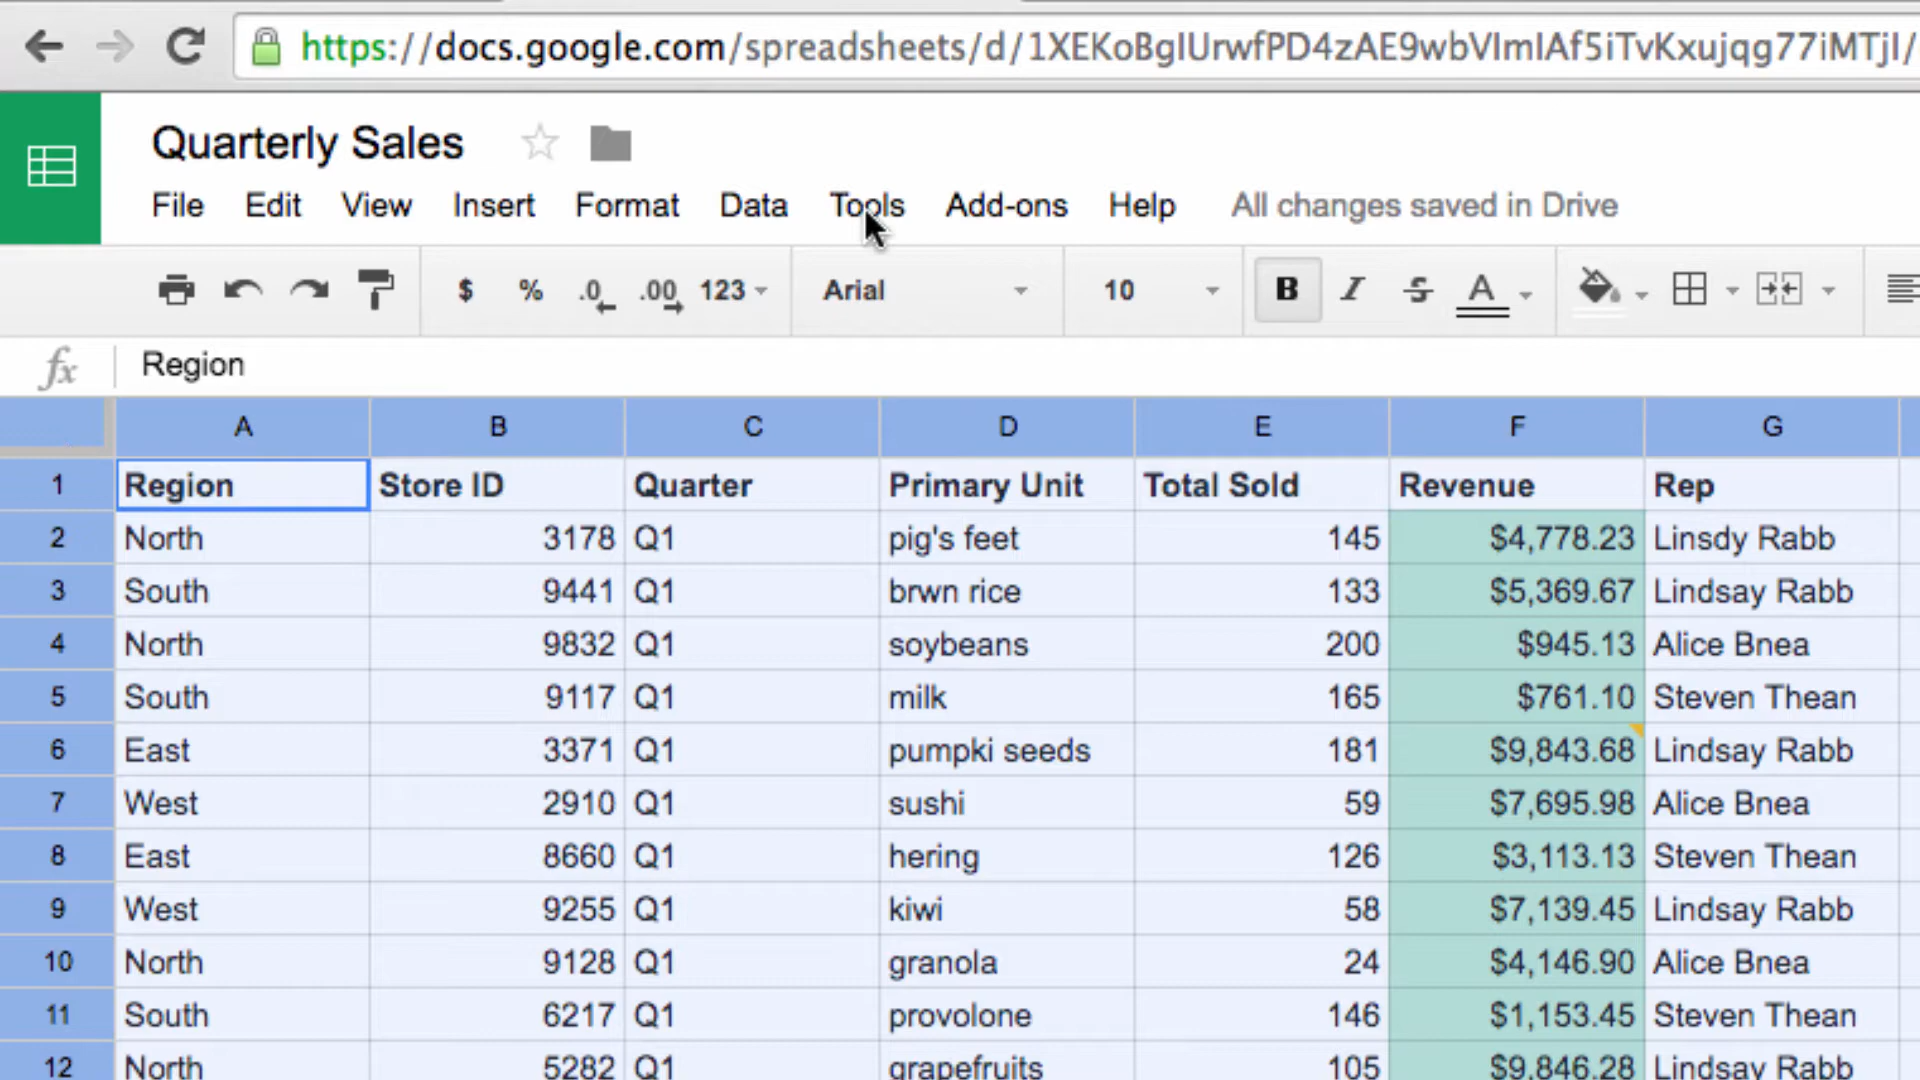 https://docs.google.com/spreadsheets/d/1XEKoBgIUrwfPD4zAE9wbVImIAf5iTvKxujqg77iMTjI/
Quarterly Sales
File Edit View Insert Format Data Tools Add-ons Help All changes saved in Drive
$ % .0 .00 123 Arial 10 B I S A
fx Region
A B C D E F G
1 Region Store ID Quarter Primary Unit Total Sold Revenue Rep
2 North 3178 Q1 pig's feet 145 $4,778.23 Linsdy Rabb
3 South 9441 Q1 brwn rice 133 $5,369.67 Lindsay Rabb
4 North 9832 Q1 soybeans 200 $945.13 Alice Bnea
5 South 9117 Q1 milk 165 $761.10 Steven Thean
6 East 3371 Q1 pumpki seeds 181 $9,843.68 Lindsay Rabb
7 West 2910 Q1 sushi 59 $7,695.98 Alice Bnea
8 East 8660 Q1 hering 126 $3,113.13 Steven Thean
9 West 9255 Q1 kiwi 58 $7,139.45 Lindsay Rabb
10 North 9128 Q1 granola 24 $4,146.90 Alice Bnea
11 South 6217 Q1 provolone 146 $1,153.45 Steven Thean
12 North 5282 Q1 grapefruits 105 $9,846.28 Lindsay Rabb